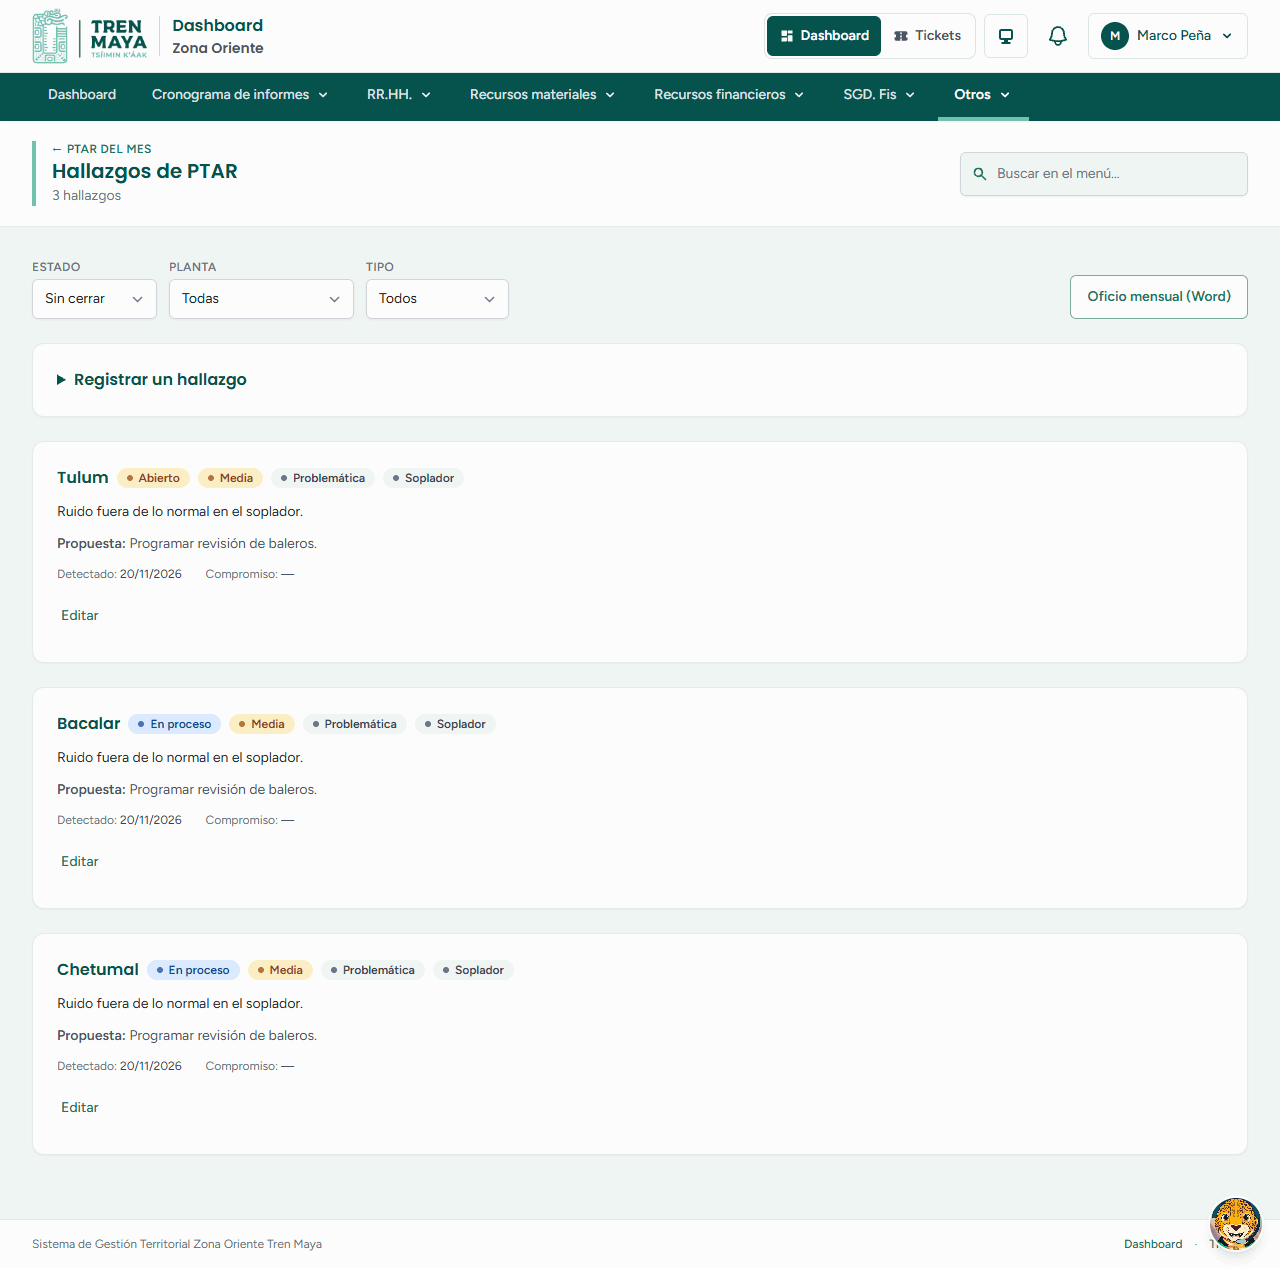 TREN
MAYA
TSÍIMIN K'ÁAK
Dashboard
Zona Oriente
Dashboard
Tickets
M
Marco Peña
Dashboard
Cronograma de informes
RR.HH.
Recursos materiales
Recursos financieros
SGD. Fis
Otros
← PTAR DEL MES
Hallazgos de PTAR
3 hallazgos
Buscar en el menú...
ESTADO
PLANTA
TIPO
Sin cerrar
Todas
Todos
Oficio mensual (Word)
Registrar un hallazgo
Tulum
Abierto
Media
Problemática
Soplador
Ruido fuera de lo normal en el soplador.
Propuesta: Programar revisión de baleros.
Detectado: 20/11/2026 Compromiso: —
Editar
Bacalar
En proceso
Media
Problemática
Soplador
Ruido fuera de lo normal en el soplador.
Propuesta: Programar revisión de baleros.
Detectado: 20/11/2026 Compromiso: —
Editar
Chetumal
En proceso
Media
Problemática
Soplador
Ruido fuera de lo normal en el soplador.
Propuesta: Programar revisión de baleros.
Detectado: 20/11/2026 Compromiso: —
Editar
Sistema de Gestión Territorial Zona Oriente Tren Maya
Dashboard ·